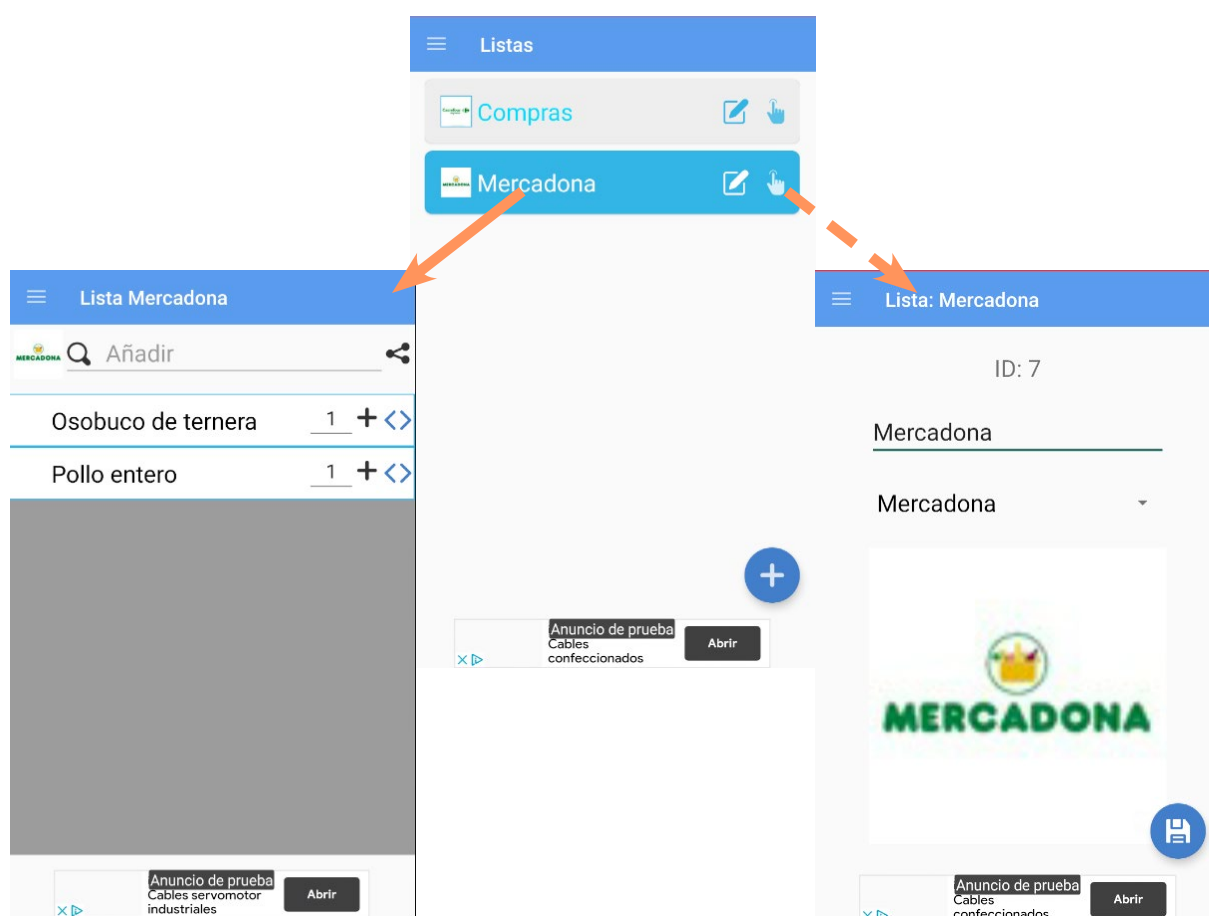 Listas
Compras
Mercadona
Anuncio de prueba
Cables
confeccionados
Abrir
Lista Mercadona
MERCADONA
Añadir
Osobuco de ternera
1
Pollo entero
1
Anuncio de prueba
Cables servomotor
industriales
Abrir
Lista: Mercadona
ID: 7
Mercadona
Mercadona
MERCADONA
Anuncio de prueba
Cables
confeccionados
Abrir